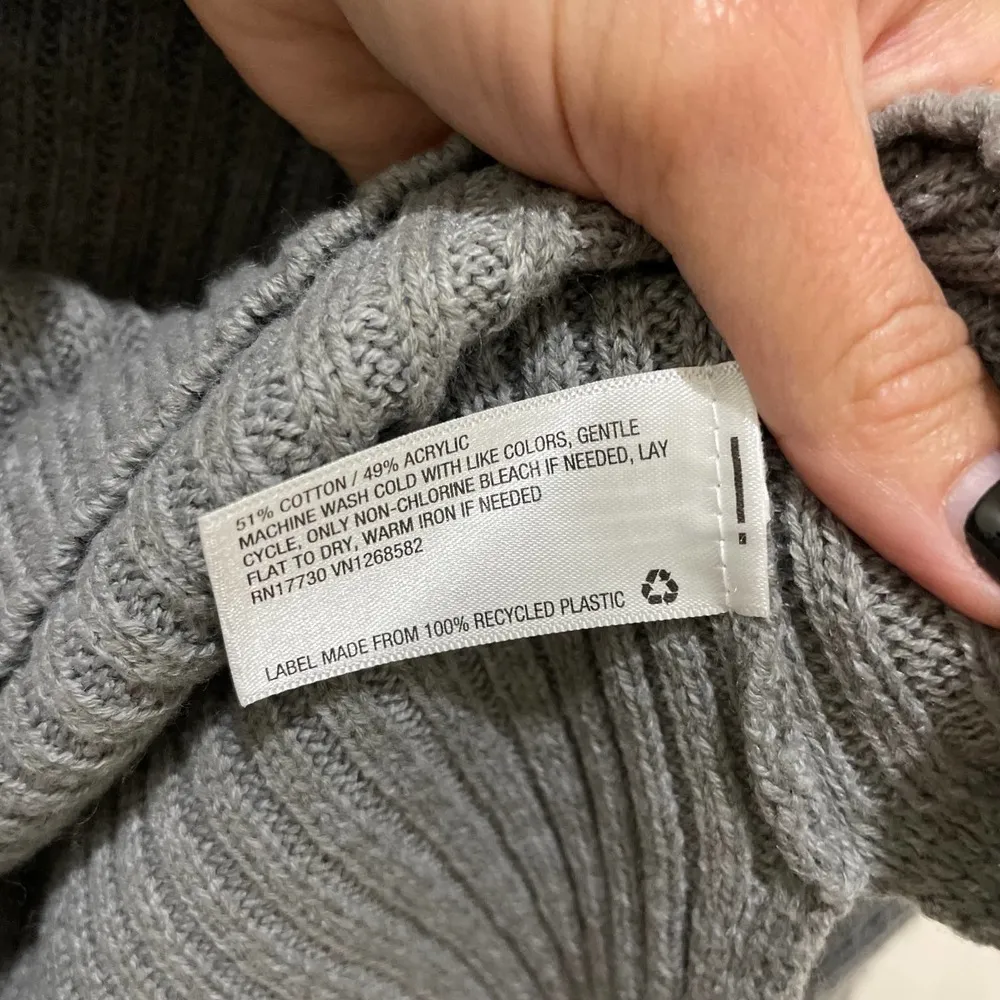 51% COTTON / 49% ACRYLIC
MACHINE WASH COLD WITH LIKE COLORS, GENTLE
CYCLE, ONLY NON-CHLORINE BLEACH IF NEEDED, LAY
FLAT TO DRY, WARM IRON IF NEEDED
RN17730 VN1268582
LABEL MADE FROM 100% RECYCLED PLASTIC